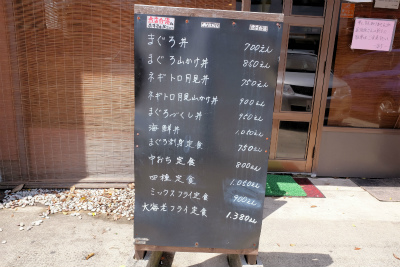 まぐろ丼 700えん
まぐろ山かけ丼 860えん
ネギトロ月見丼 750えん
ネギトロ月見山かけ丼 900えん
まぐろづくし丼 950えん
海鮮丼 1,050えん
まぐろ刺身定食 750えん
中おち定食 800えん
四種定食 1,050えん
ミックスフライ定食 900えん
大海老フライ定食 1,380えん